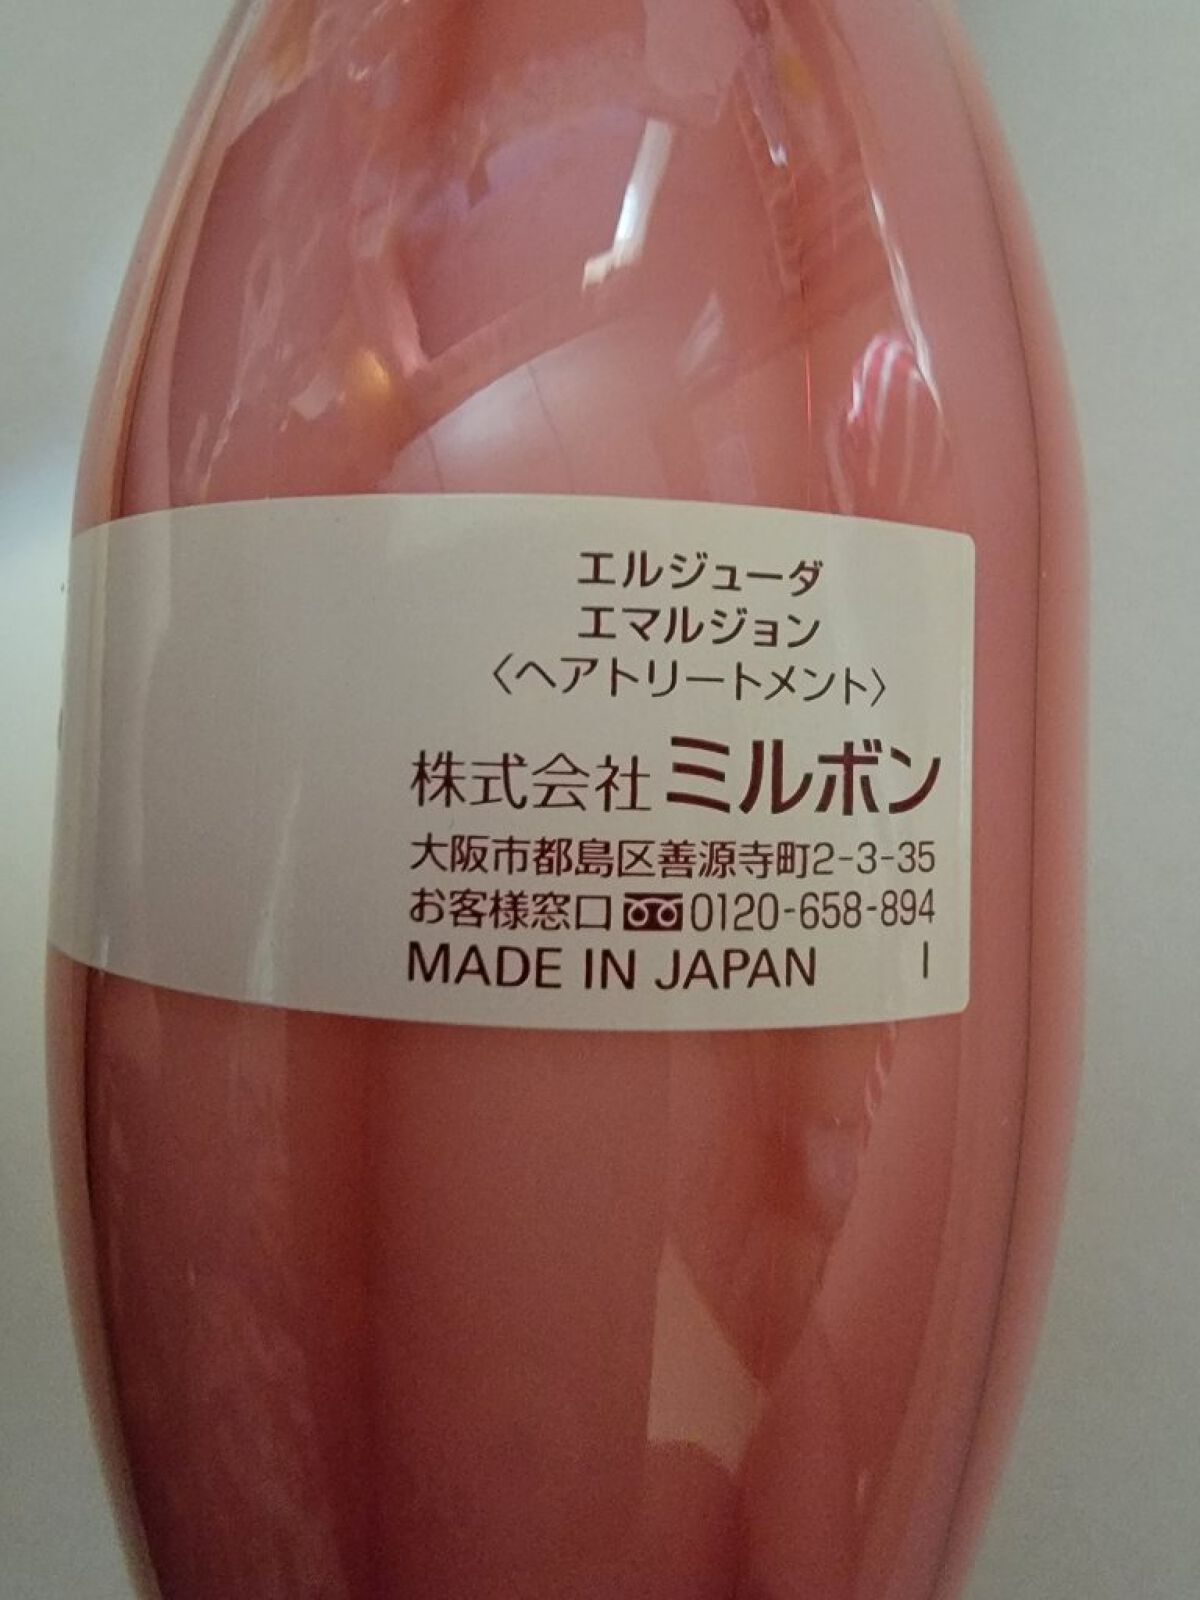 エルジューダ
エマルジョン
〈ヘアトリートメント〉
株式会社ミルボン
大阪市都島区善源寺町2-3-35
お客様窓口 0120-658-894
MADE IN JAPAN I